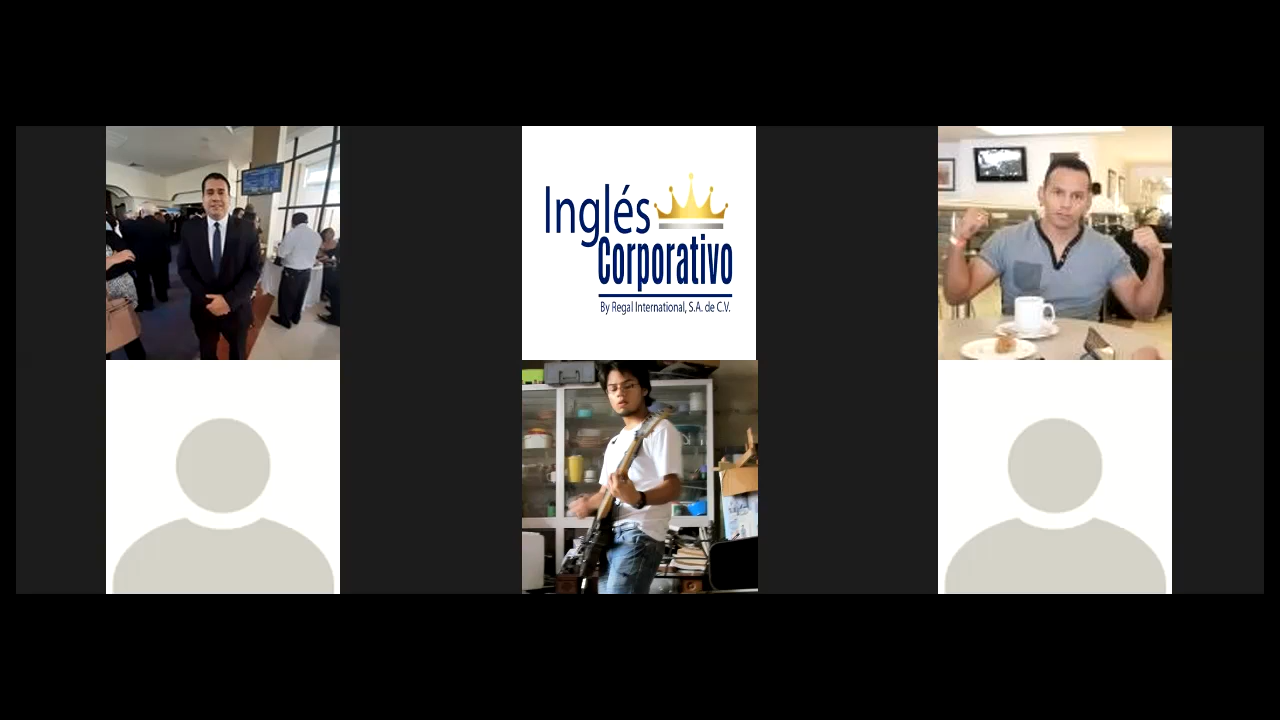 Inglés
Corporativo
By Regal International, S.A. de C.V.